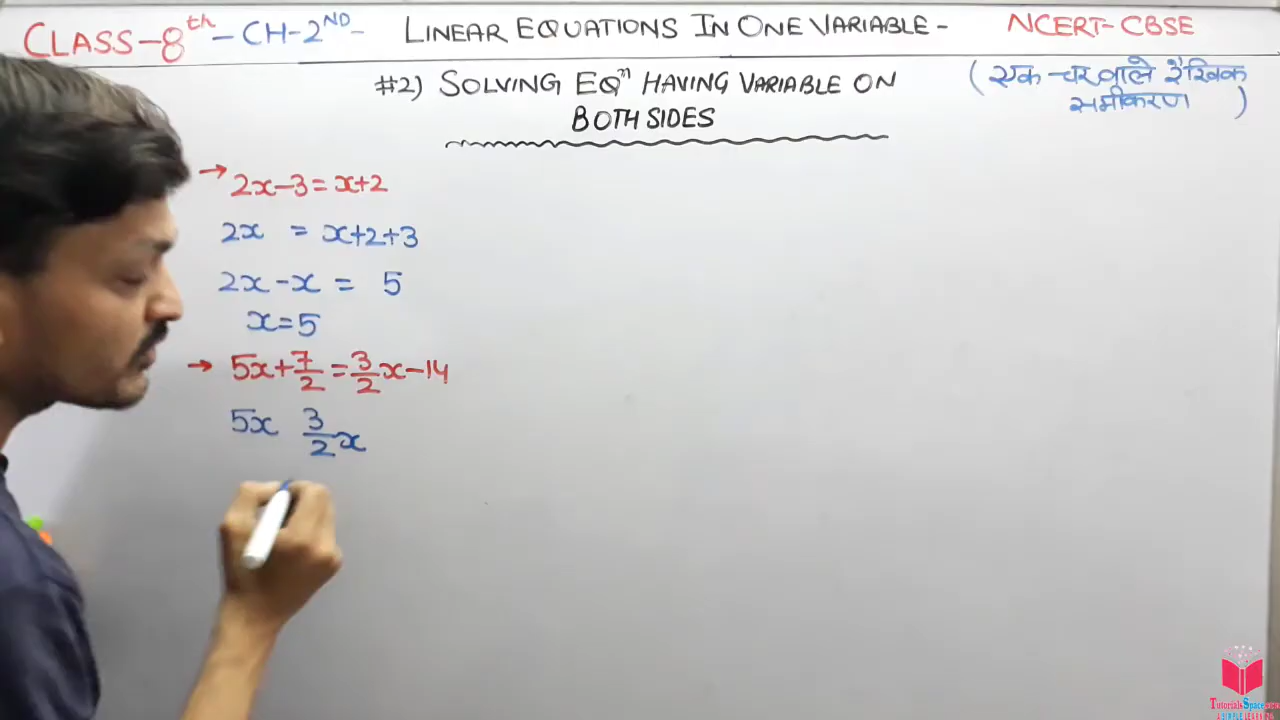 CLASS-8th-CH-2ND- LINEAR EQUATIONS IN ONE VARIABLE- NCERT-CBSE
#2) SOLVING EQn HAVING VARIABLE ON BOTH SIDES
(एक-चर वाले रैखिक समीकरण)
→ 2x-3=x+2
2x = x+2+3
2x-x = 5
x=5
→ 5x+7/2=3/2x-14
5x 3/2x
TutorialsSpace